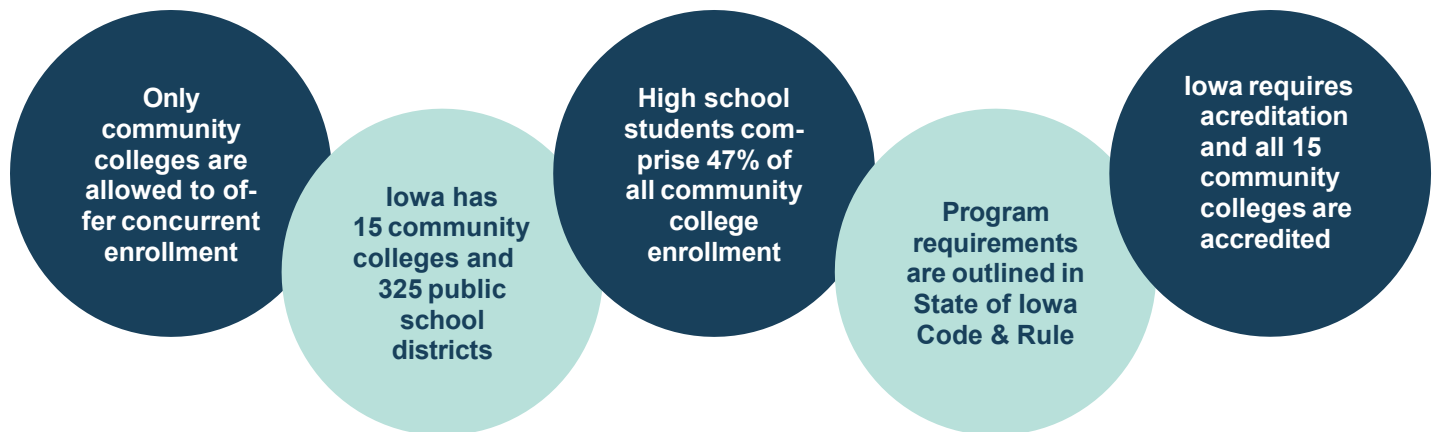 Only
community
colleges are
allowed to of-
fer concurrent
enrollment
Iowa has
15 community
colleges and
325 public
school
districts
High school
students com-
prise 47% of
all community
college
enrollment
Program
requirements
are outlined in
State of Iowa
Code & Rule
Iowa requires
acreditation
and all 15
community
colleges are
accredited